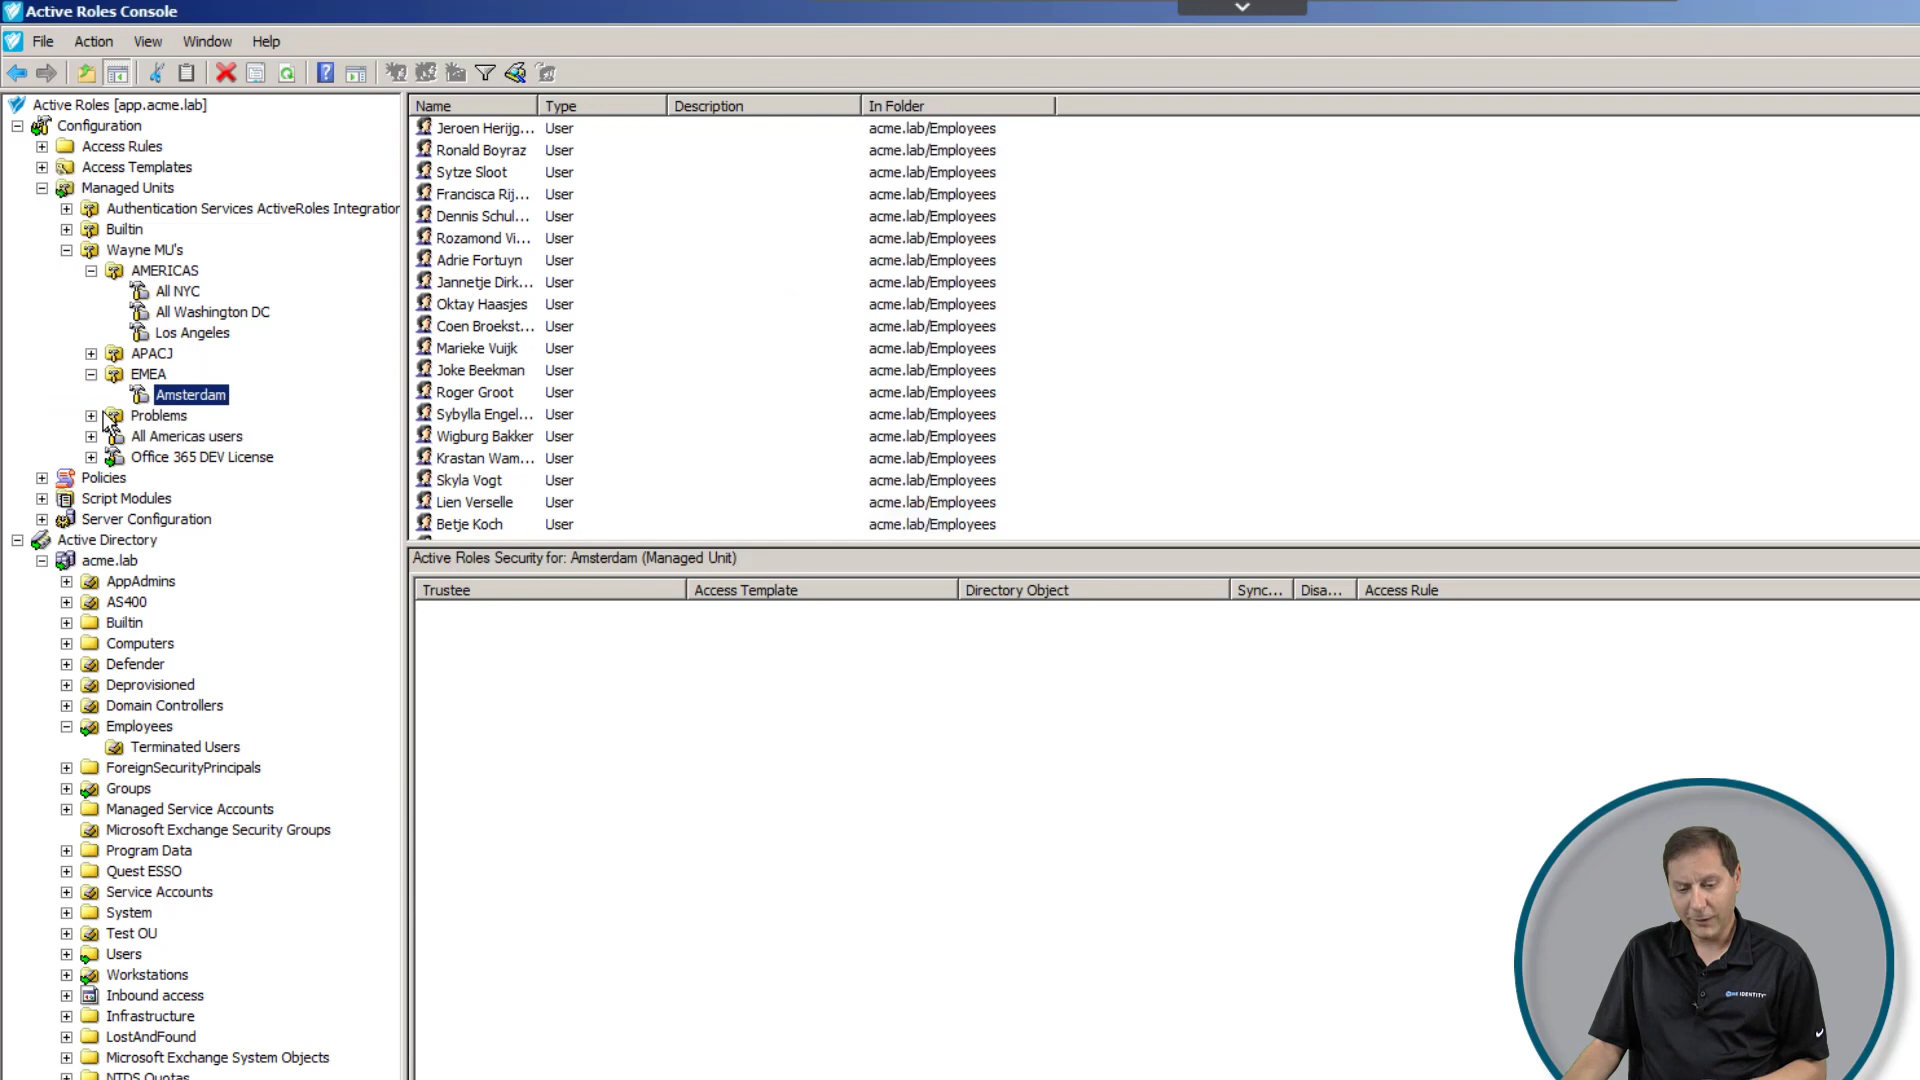 Active Roles Console
File Action View Window Help
Active Roles [app.acme.lab]
Configuration
Access Rules
Access Templates
Managed Units
Authentication Services ActiveRoles Integration
Builtin
Wayne MU's
AMERICAS
All NYC
All Washington DC
Los Angeles
APACJ
EMEA
Amsterdam
Problems
All Americas users
Office 365 DEV License
Policies
Script Modules
Server Configuration
Active Directory
acme.lab
AppAdmins
AS400
Builtin
Computers
Defender
Deprovisioned
Domain Controllers
Employees
Terminated Users
ForeignSecurityPrincipals
Groups
Managed Service Accounts
Microsoft Exchange Security Groups
Program Data
Quest ESSO
Service Accounts
System
Test OU
Users
Workstations
Inbound access
Infrastructure
LostAndFound
Microsoft Exchange System Objects
NTDS Quotas
Name Type Description In Folder
Jeroen Herijg... User acme.lab/Employees
Ronald Boyraz User acme.lab/Employees
Sytze Sloot User acme.lab/Employees
Francisca Rij... User acme.lab/Employees
Dennis Schul... User acme.lab/Employees
Rozamond Vi... User acme.lab/Employees
Adrie Fortuyn User acme.lab/Employees
Jannetje Dirk... User acme.lab/Employees
Oktay Haasjes User acme.lab/Employees
Coen Broekst... User acme.lab/Employees
Marieke Vuijk User acme.lab/Employees
Joke Beekman User acme.lab/Employees
Roger Groot User acme.lab/Employees
Sybylla Engel... User acme.lab/Employees
Wigburg Bakker User acme.lab/Employees
Krastan Wam... User acme.lab/Employees
Skyla Vogt User acme.lab/Employees
Lien Verselle User acme.lab/Employees
Betje Koch User acme.lab/Employees
Active Roles Security for: Amsterdam (Managed Unit)
Trustee Access Template Directory Object Sync... Disa... Access Rule
ONE IDENTITY